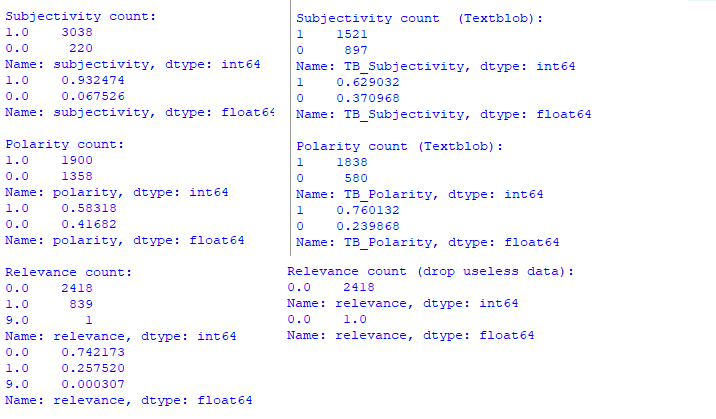 Subjectivity count:
1.0    3038
0.0     220
Name: subjectivity, dtype: int64
1.0    0.932474
0.0    0.067526
Name: subjectivity, dtype: float64
Polarity count:
1.0    1900
0.0    1358
Name: polarity, dtype: int64
1.0    0.58318
0.0    0.41682
Name: polarity, dtype: float64
Relevance count:
0.0    2418
1.0     839
9.0       1
Name: relevance, dtype: int64
0.0    0.742173
1.0    0.257520
9.0    0.000307
Name: relevance, dtype: float64
Subjectivity count  (Textblob):
1    1521
0     897
Name: TB_Subjectivity, dtype: int64
1    0.629032
0    0.370968
Name: TB_Subjectivity, dtype: float64
Polarity count (Textblob):
1    1838
0     580
Name: TB_Polarity, dtype: int64
1    0.760132
0    0.239868
Name: TB_Polarity, dtype: float64
Relevance count (drop useless data):
0.0    2418
Name: relevance, dtype: int64
0.0    1.0
Name: relevance, dtype: float64